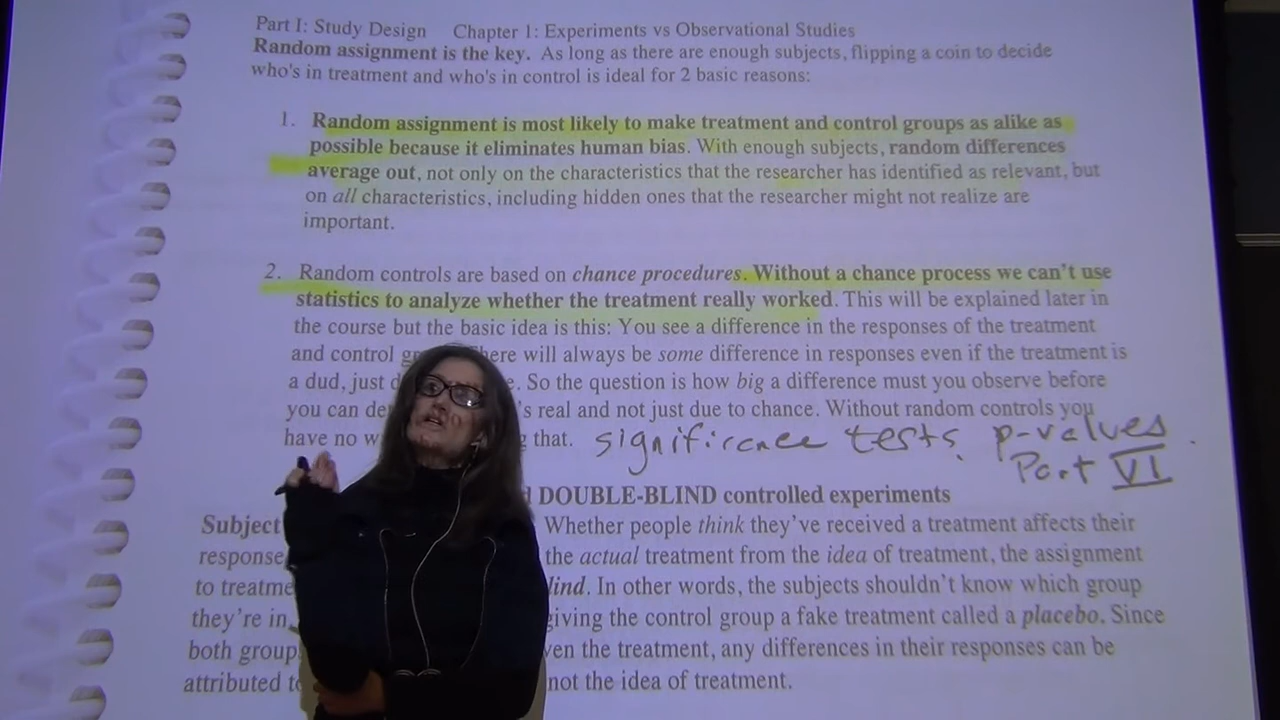 Part I: Study Design Chapter 1: Experiments vs Observational Studies
Random assignment is the key. As long as there are enough subjects, flipping a coin to decide
who's in treatment and who's in control is ideal for 2 basic reasons:
1. Random assignment is most likely to make treatment and control groups as alike as
possible because it eliminates human bias. With enough subjects, random differences
average out, not only on the characteristics that the researcher has identified as relevant, but
on all characteristics, including hidden ones that the researcher might not realize are
important.
2. Random controls are based on chance procedures. Without a chance process we can't use
statistics to analyze whether the treatment really worked. This will be explained later in
the course but the basic idea is this: You see a difference in the responses of the treatment
and control There will always be some difference in responses even if the treatment is
a dud, just So the question is how big a difference must you observe before
you can 's real and not just due to chance. Without random controls you
have no that. significance tests, p-values
Part VI
DOUBLE-BLIND controlled experiments
Subject Whether people think they've received a treatment affects their
response the actual treatment from the idea of treatment, the assignment
to In other words, the subjects shouldn't know which group
they're in, giving the control group a fake treatment called a placebo. Since
both the treatment, any differences in their responses can be
attributed not the idea of treatment.